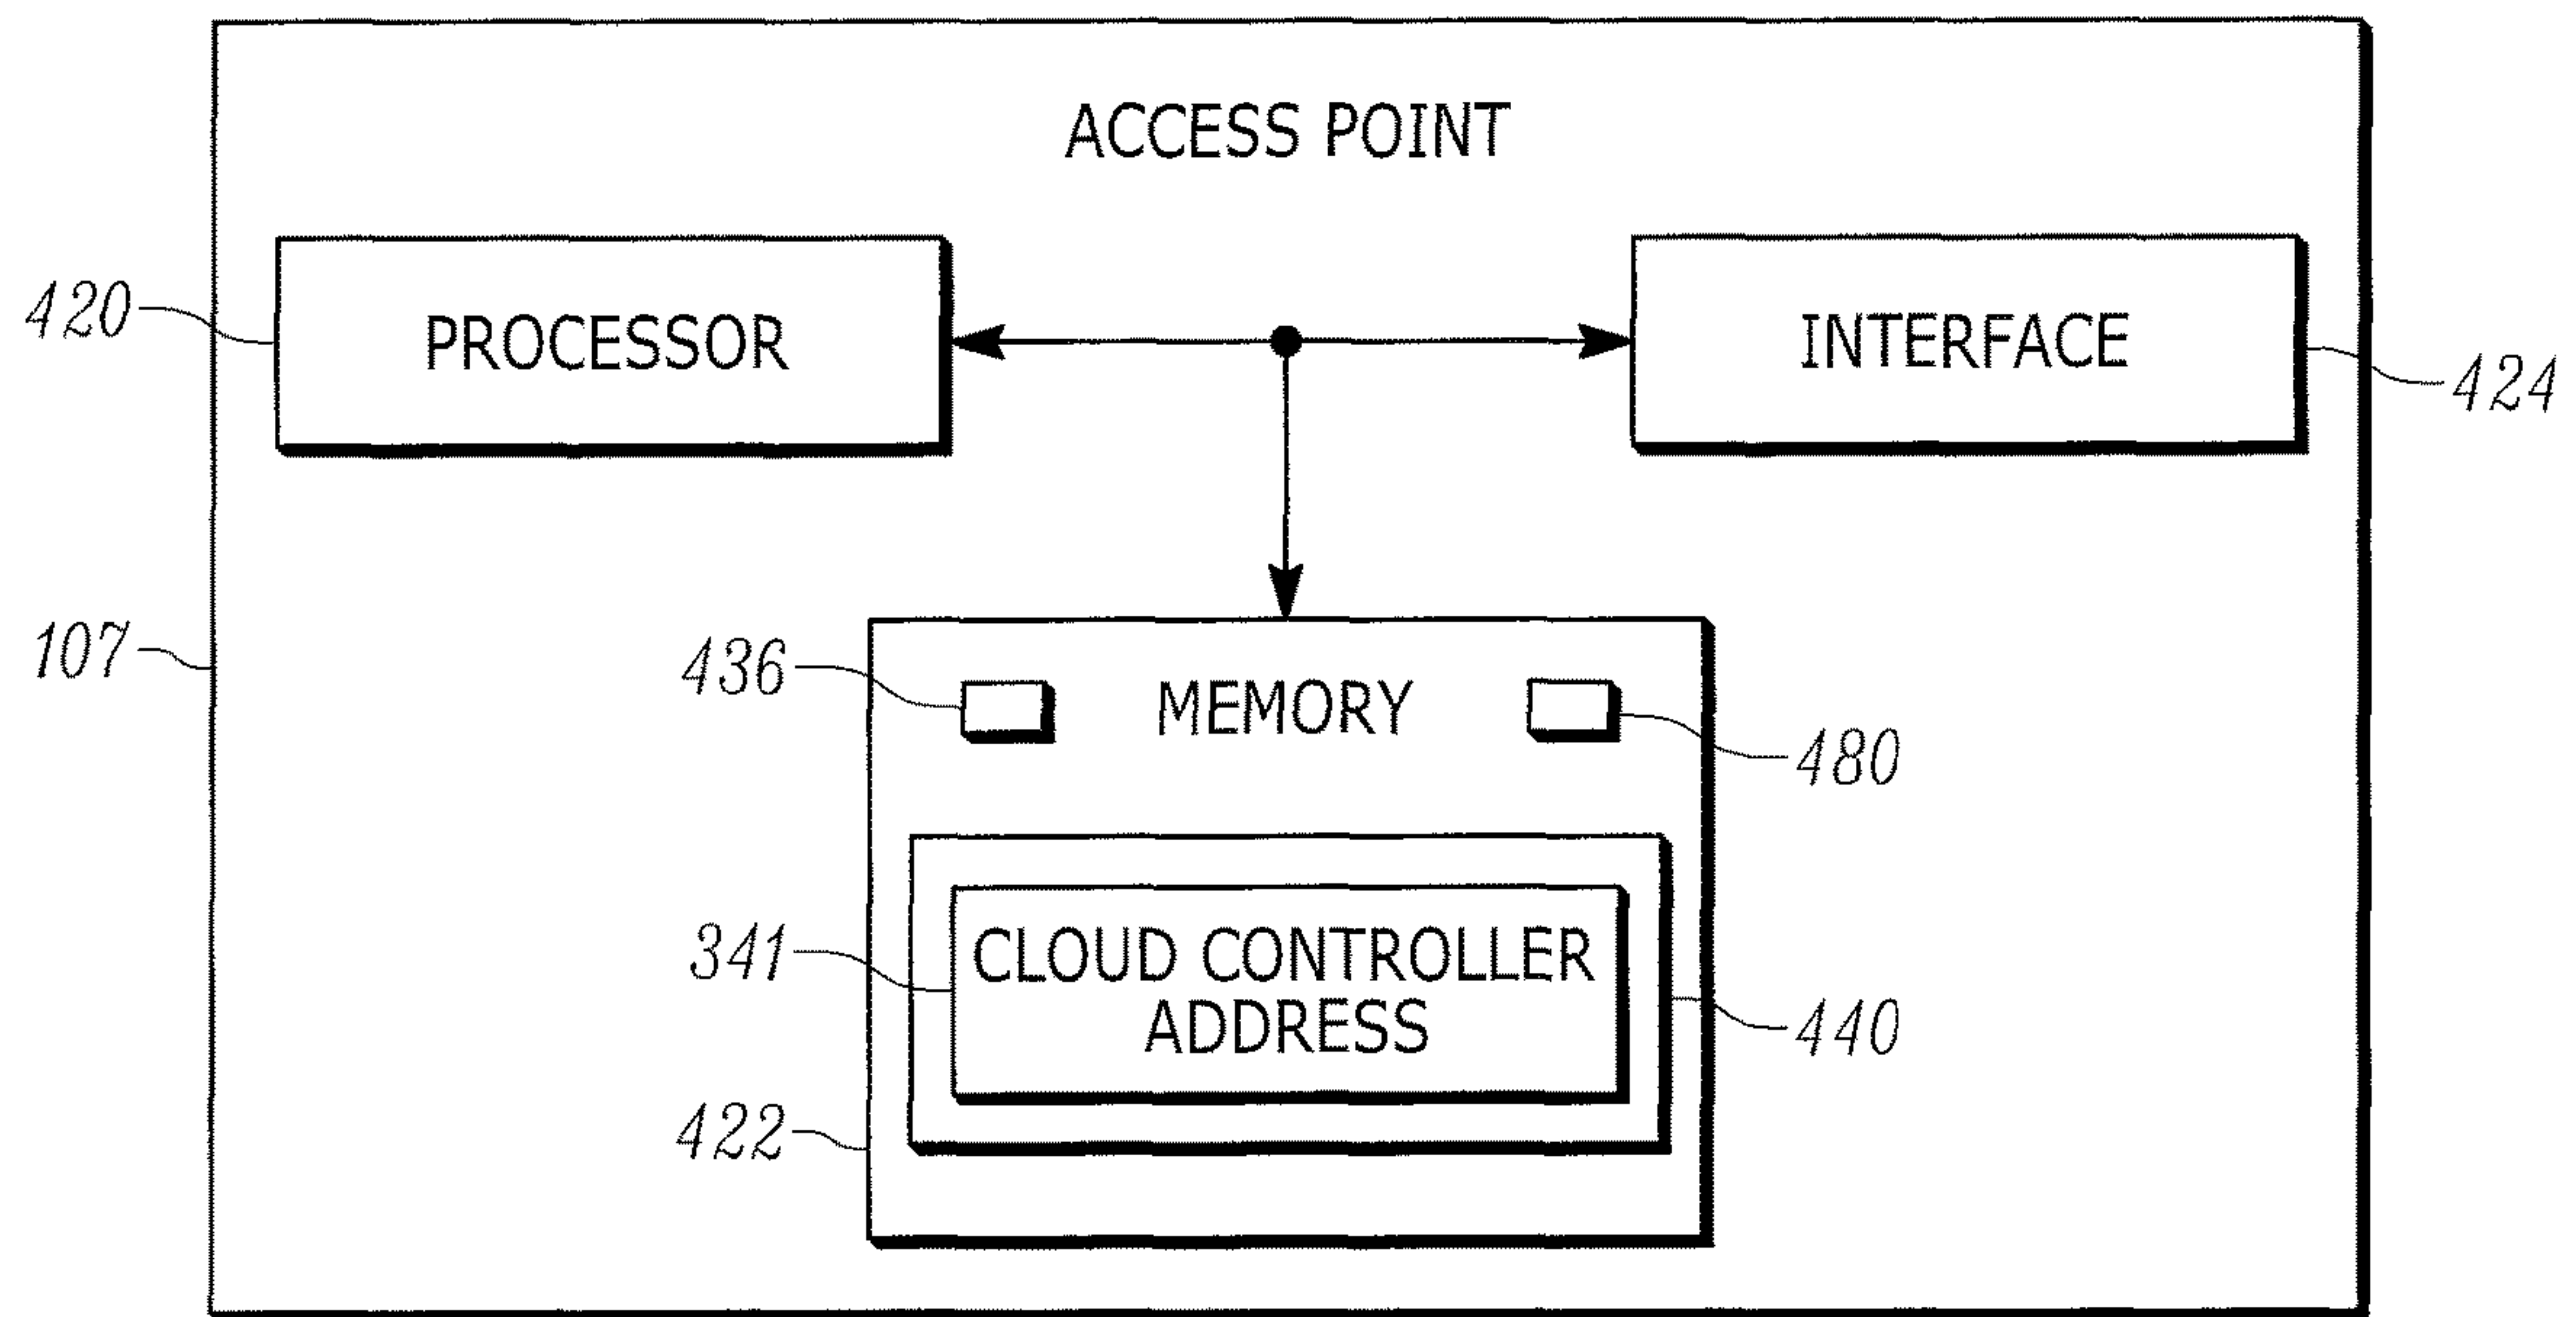 ACCESS POINT
420
PROCESSOR
INTERFACE
424
107
436
MEMORY
480
341
CLOUD CONTROLLER
ADDRESS
440
422